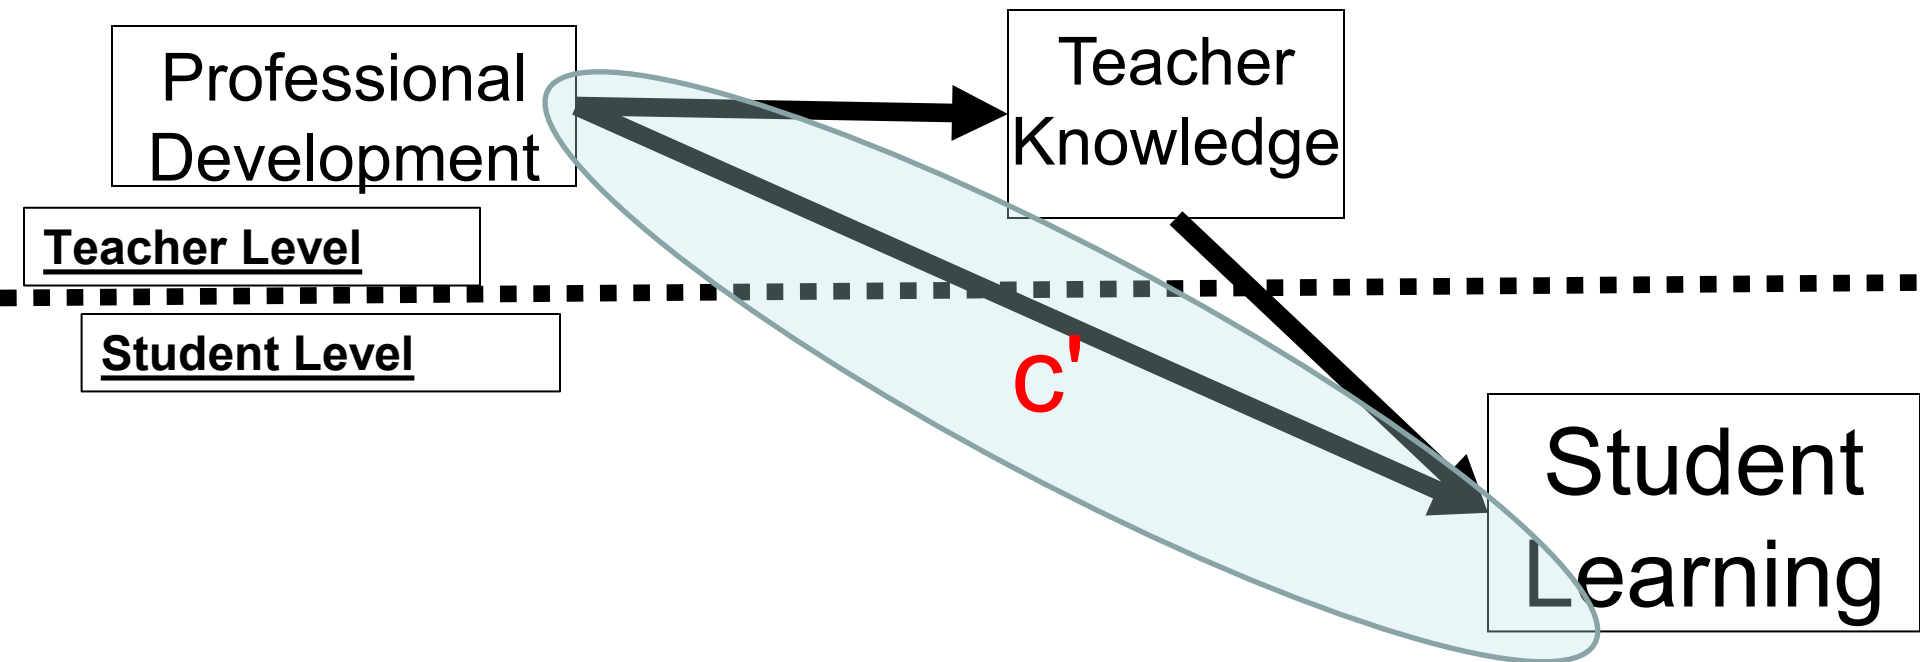 Professional
Development
Teacher
Knowledge
Teacher Level
Student Level
c'
Student
Learning